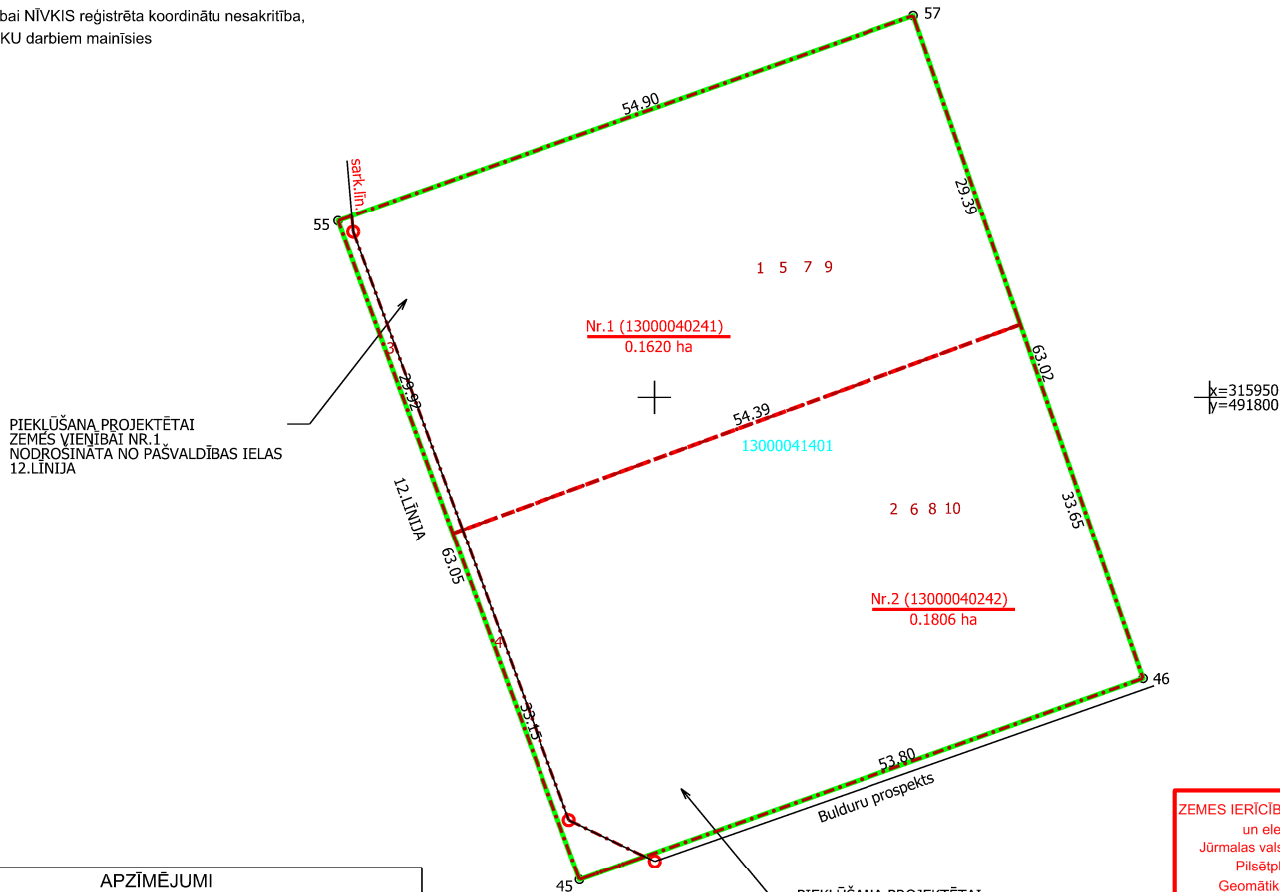 bai NĪVKIS reģistrēta koordinātu nesakritība,
KU darbiem mainīsies
57
54.90
sark.līn.
55
29.39
1 5 7 9
Nr.1 (13000040241)
0.1620 ha
3
29.92
63.02
x=315950
y=491800
54.39
PIEKĻŪŠANA PROJEKTĒTAI
ZEMES VIENĪBAI NR.1
NODROŠINĀTA NO PAŠVALDĪBAS IELAS
12.LĪNIJA
13000041401
12.LĪNIJA
2 6 8 10
33.65
63.05
Nr.2 (13000040242)
0.1806 ha
4
46
33.15
53.80
Bulduru prospekts
ZEMES IERĪCĪB
un ele
Jūrmalas vals
Pilsētpl
Ģeomātik
APZĪMĒJUMI
45
PIEKĻŪŠANA PROJEKTĒTAI